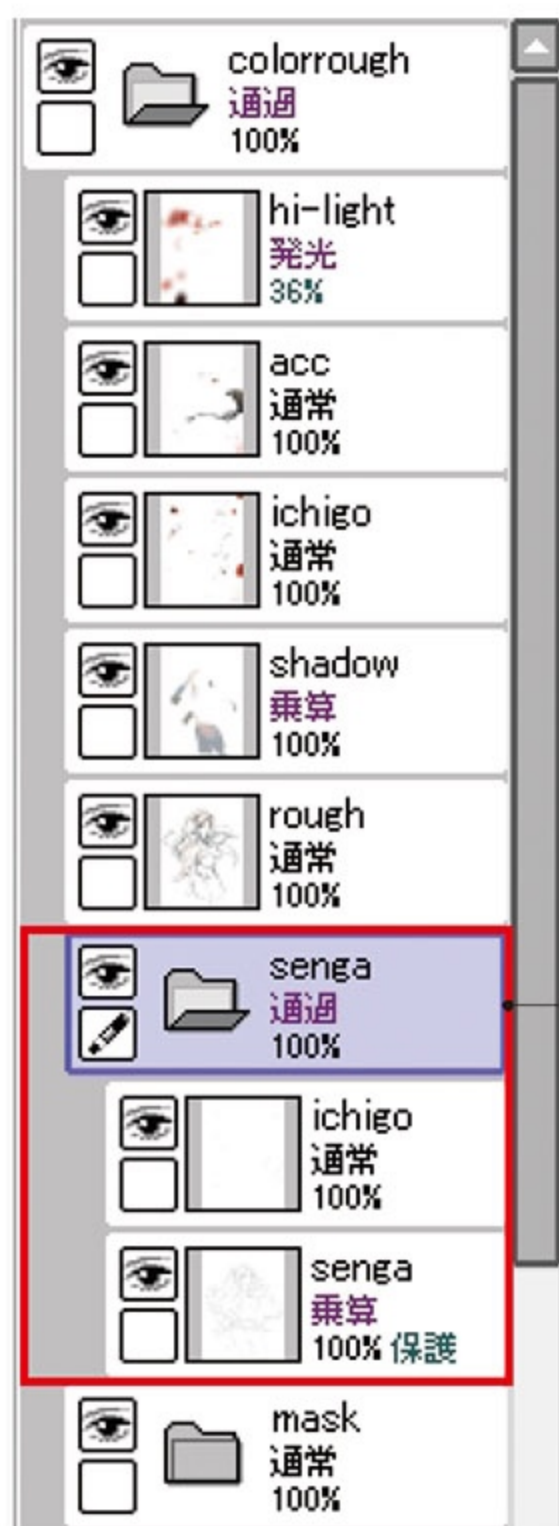 colorrough
通過
100%
hi-light
発光
36%
acc
通常
100%
ichigo
通常
100%
shadow
乗算
100%
rough
通常
100%
senga
通過
100%
ichigo
通常
100%
senga
乗算
100% 保護
mask
通常
100%